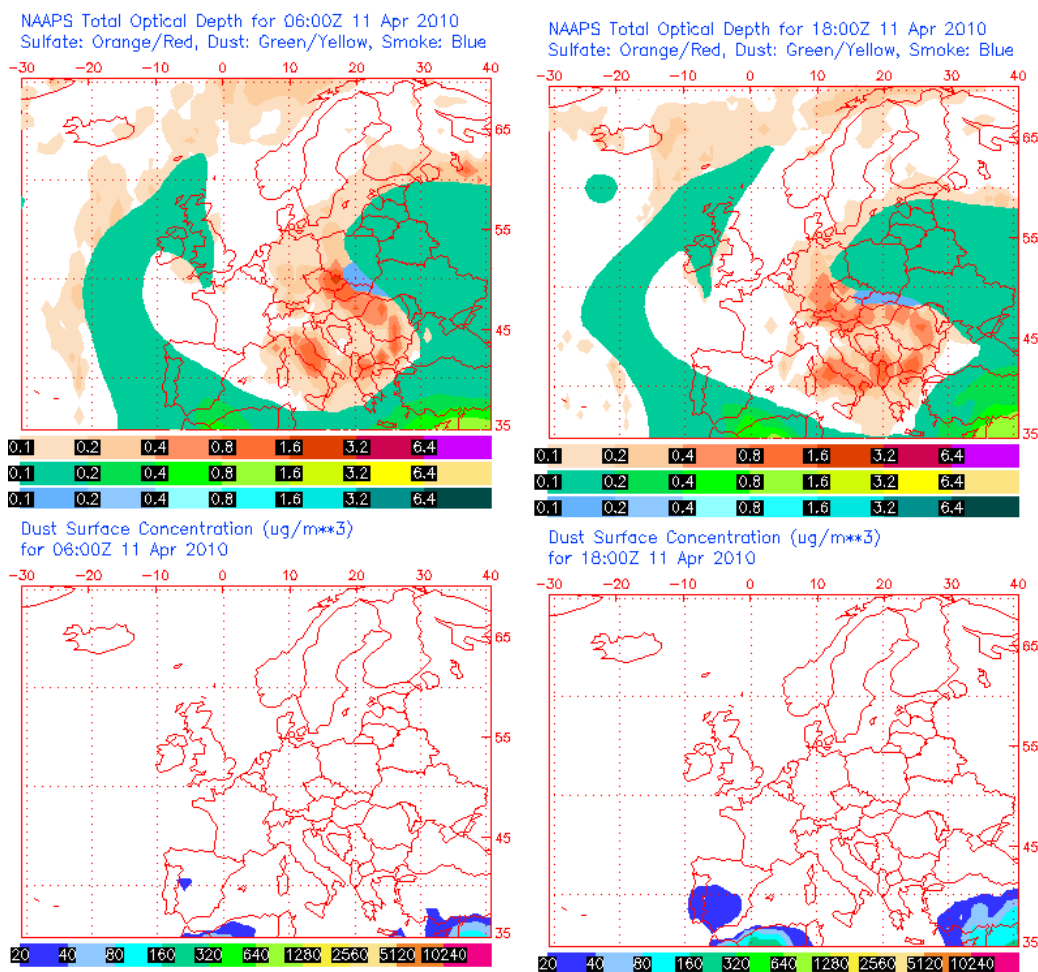 NAAPS Total Optical Depth for 06:00Z 11 Apr 2010
Sulfate: Orange/Red, Dust: Green/Yellow, Smoke: Blue
-30 -20 -10 0 10 20 30 40
65
55
45
35
0.1 0.2 0.4 0.8 1.6 3.2 6.4
0.1 0.2 0.4 0.8 1.6 3.2 6.4
0.1 0.2 0.4 0.8 1.6 3.2 6.4
Dust Surface Concentration (ug/m**3)
for 06:00Z 11 Apr 2010
-30 -20 -10 0 10 20 30 40
65
55
45
35
20 40 80 160 320 640 1280 2560 5120 10240
NAAPS Total Optical Depth for 18:00Z 11 Apr 2010
Sulfate: Orange/Red, Dust: Green/Yellow, Smoke: Blue
-30 -20 -10 0 10 20 30 40
65
55
45
35
0.1 0.2 0.4 0.8 1.6 3.2 6.4
0.1 0.2 0.4 0.8 1.6 3.2 6.4
0.1 0.2 0.4 0.8 1.6 3.2 6.4
Dust Surface Concentration (ug/m**3)
for 18:00Z 11 Apr 2010
-30 -20 -10 0 10 20 30 40
65
55
45
35
20 40 80 160 320 640 1280 2560 5120 10240